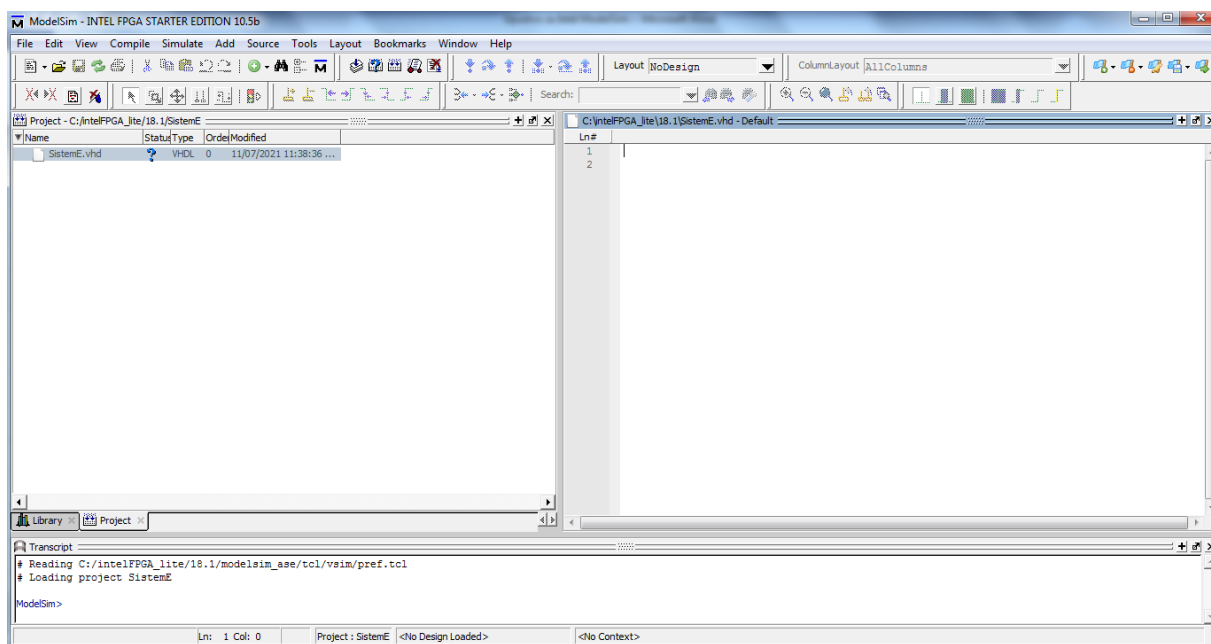 ModelSim - INTEL FPGA STARTER EDITION 10.5b
File Edit View Compile Simulate Add Source Tools Layout Bookmarks Window Help
Layout NoDesign
ColumnLayout AllColumns
Search:
Project - C:/intelFPGA_lite/18.1/SistemE
Name Status Type Order Modified
SistemE.vhd VHDL 0 11/07/2021 11:38:36 ...
C:\intelFPGA_lite\18.1\SistemE.vhd - Default
Ln#
1
2
Library Project
Transcript
# Reading C:/intelFPGA_lite/18.1/modelsim_ase/tcl/vsim/pref.tcl
# Loading project SistemE
ModelSim>
Ln: 1 Col: 0 Project : SistemE <No Design Loaded> <No Context>